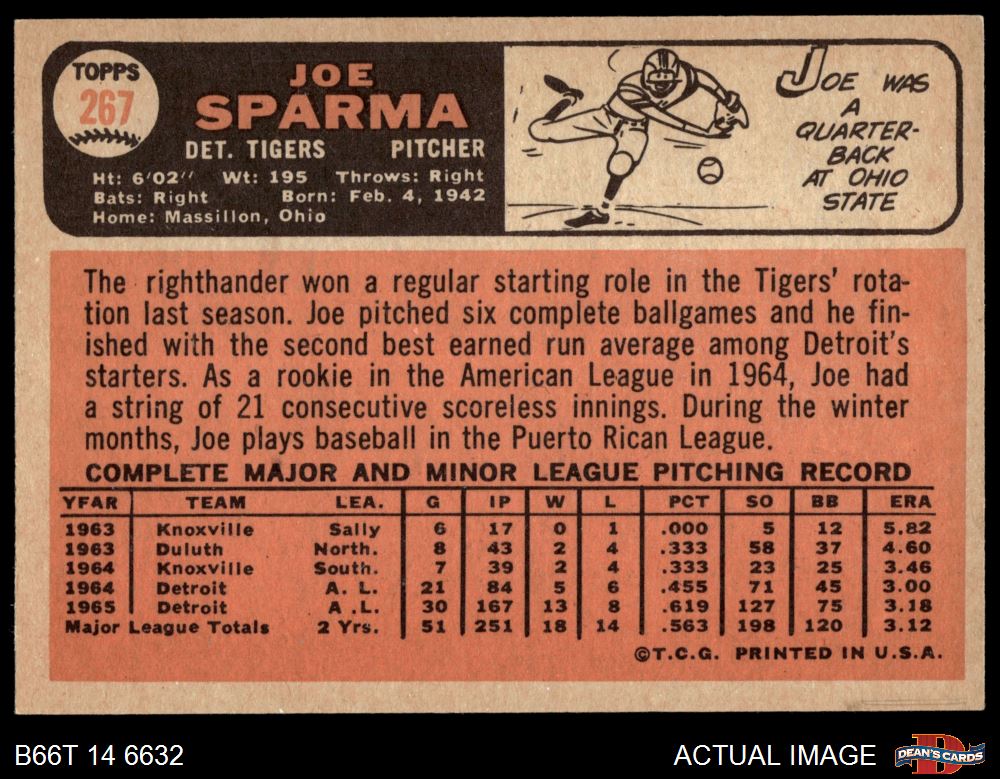 TOPPS
267
JOE
SPARMA
DET. TIGERS PITCHER
Ht: 6'02" Wt: 195 Throws: Right
Bats: Right Born: Feb. 4, 1942
Home: Massillon, Ohio
JOE WAS
A
QUARTER-
BACK
AT OHIO
STATE
The righthander won a regular starting role in the Tigers' rota-
tion last season. Joe pitched six complete ballgames and he fin-
ished with the second best earned run average among Detroit's
starters. As a rookie in the American League in 1964, Joe had
a string of 21 consecutive scoreless innings. During the winter
months, Joe plays baseball in the Puerto Rican League.
COMPLETE MAJOR AND MINOR LEAGUE PITCHING RECORD
YEAR TEAM LEA. G IP W L PCT SO BB ERA
1963 Knoxville Sally 6 17 0 1 .000 5 12 5.82
1963 Duluth North. 8 43 2 4 .333 58 37 4.60
1964 Knoxville South. 7 39 2 4 .333 23 25 3.46
1964 Detroit A. L. 21 84 5 6 .455 71 45 3.00
1965 Detroit A .L. 30 167 13 8 .619 127 75 3.18
Major League Totals 2 Yrs. 51 251 18 14 .563 198 120 3.12
©T.C.G. PRINTED IN U.S.A.
B66T 14 6632
ACTUAL IMAGE
D
DEAN'S CARDS